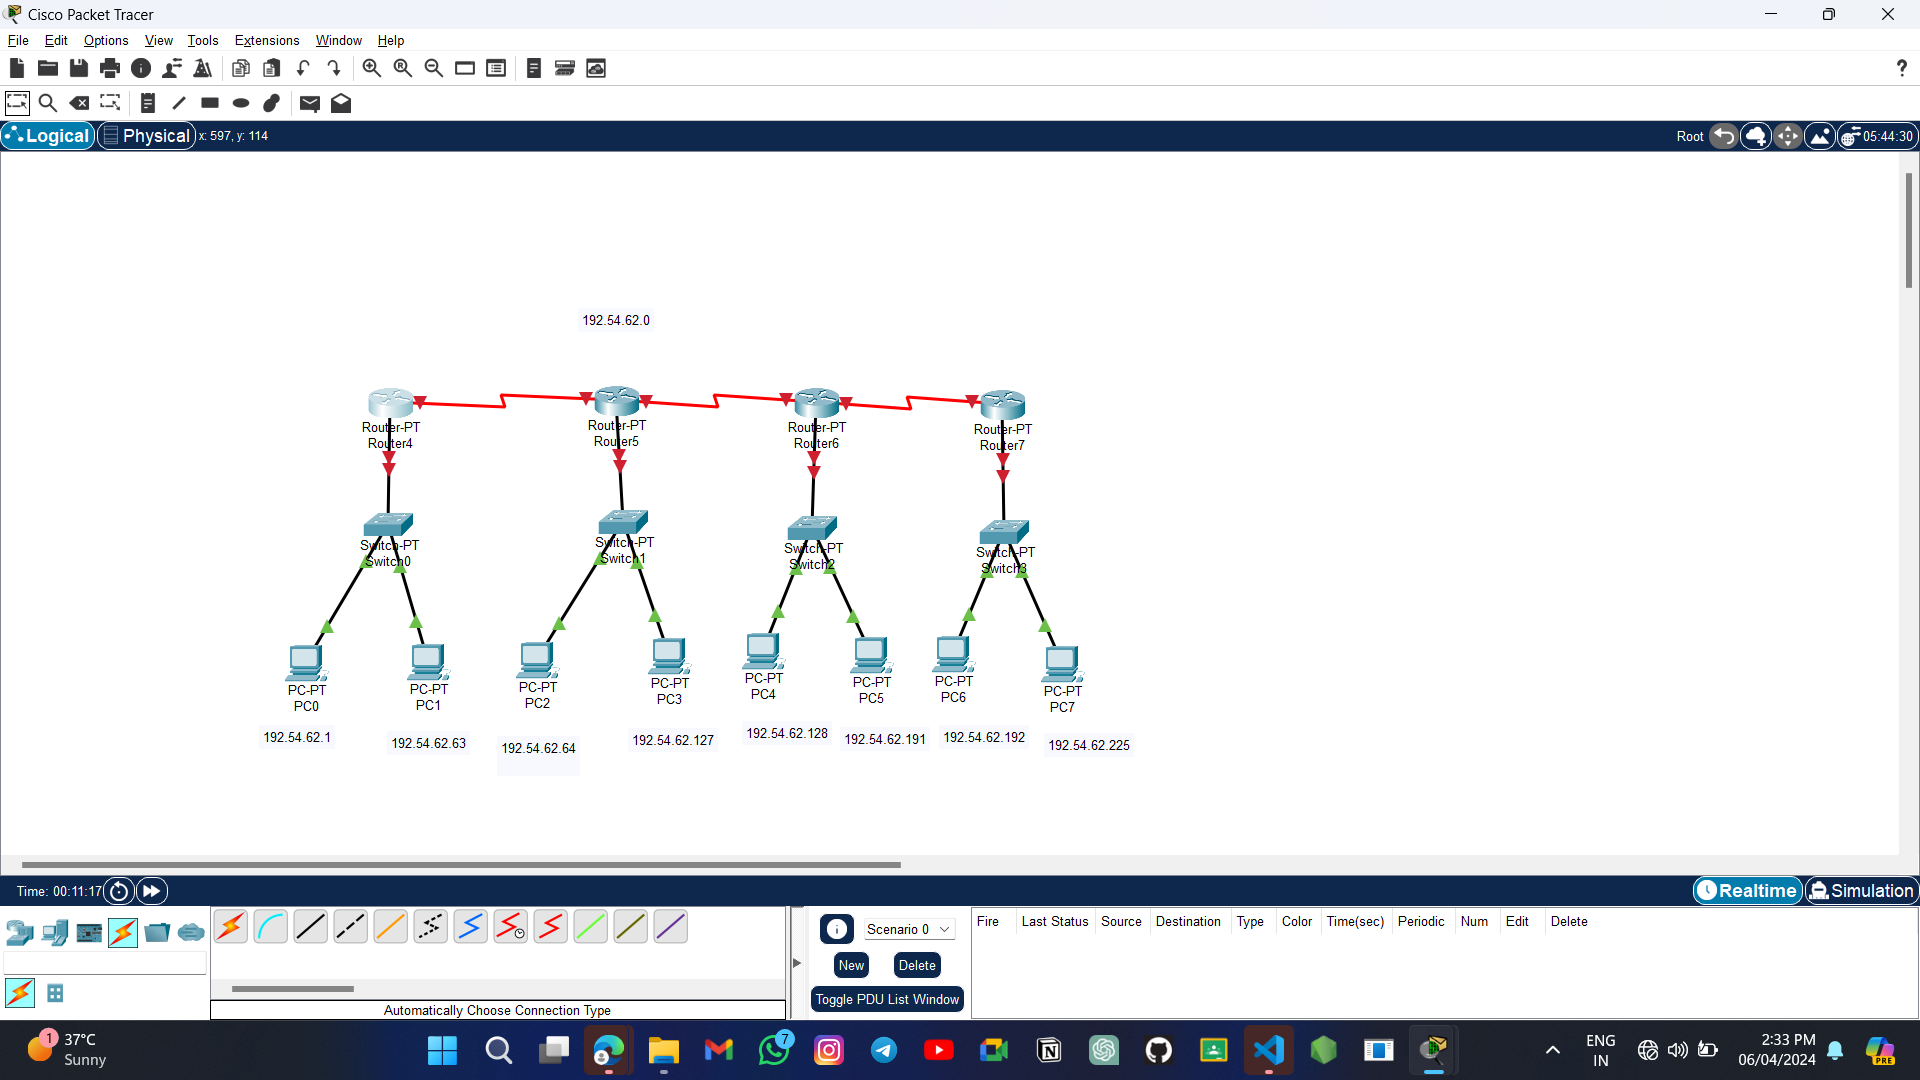 Cisco Packet Tracer
File Edit Options View Tools Extensions Window Help
?
Logical Physical x: 597, y: 114 Root 05:44:30
192.54.62.0
Router-PT
Router4
Router-PT
Router5
Router-PT
Router6
Router-PT
Router7
Switch-PT
Switch0
Switch-PT
Switch1
Switch-PT
Switch2
Switch-PT
Switch3
PC-PT
PC0
PC-PT
PC1
PC-PT
PC2
PC-PT
PC3
PC-PT
PC4
PC-PT
PC5
PC-PT
PC6
PC-PT
PC7
192.54.62.1
192.54.62.63
192.54.62.64
192.54.62.127
192.54.62.128
192.54.62.191
192.54.62.192
192.54.62.225
Time: 00:11:17 Realtime Simulation
Scenario 0
New Delete
Toggle PDU List Window
Fire Last Status Source Destination Type Color Time(sec) Periodic Num Edit Delete
Automatically Choose Connection Type
1
37°C
Sunny
7
ENG
IN
2:33 PM
06/04/2024
PRE